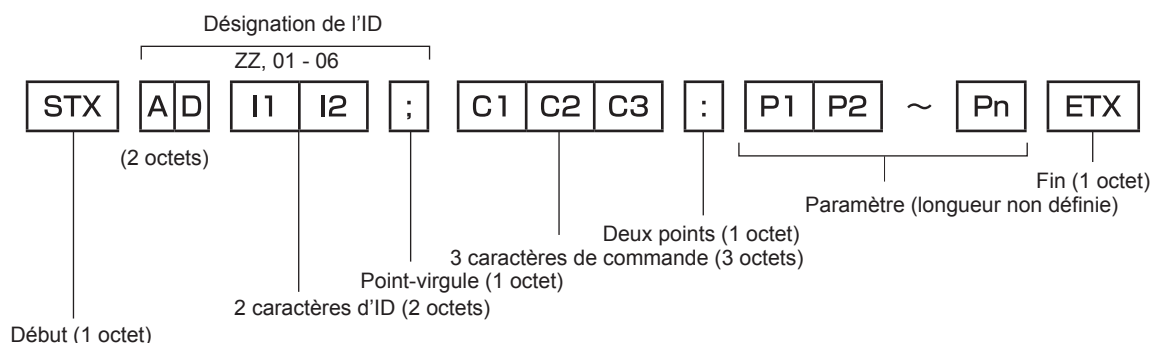 Désignation de l’ID
ZZ, 01 - 06
STX A D I1 I2 ; C1 C2 C3 : P1 P2 ～ Pn ETX
(2 octets)
Fin (1 octet)
Paramètre (longueur non définie)
Deux points (1 octet)
3 caractères de commande (3 octets)
Point-virgule (1 octet)
2 caractères d’ID (2 octets)
Début (1 octet)